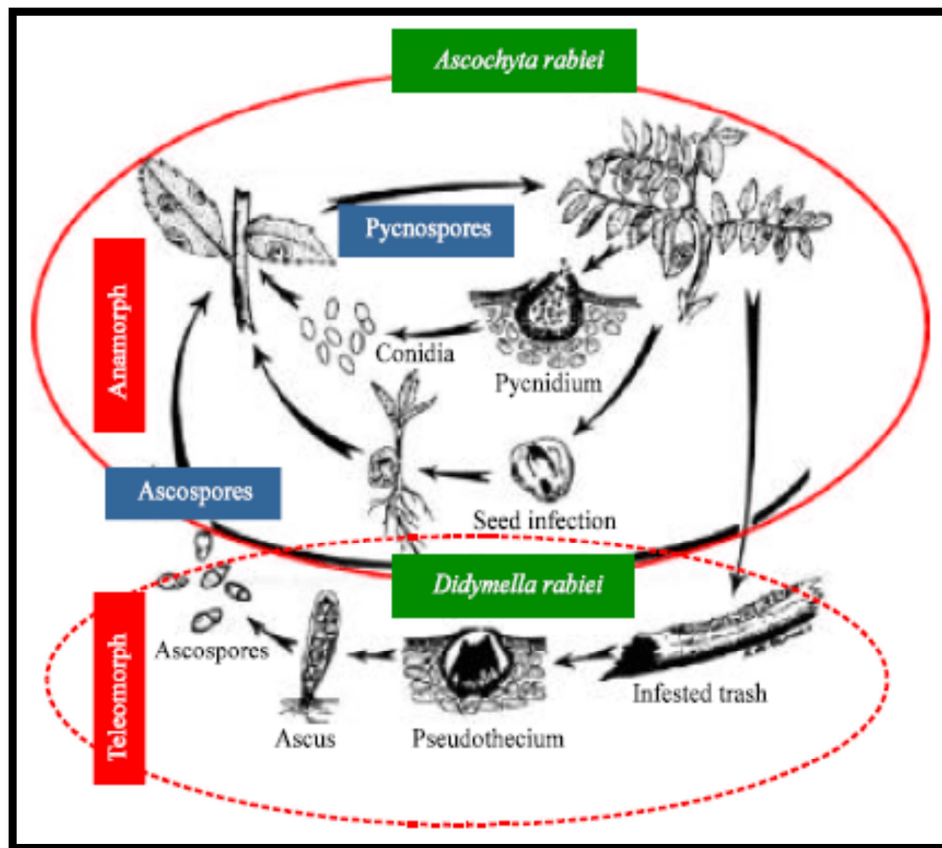 Ascochyta rabiei
Pycnospores
Anamorph
Conidia
Pycnidium
Ascospores
Seed infection
Didymella rabiei
Teleomorph
Ascospores
Infested trash
Ascus
Pseudothecium